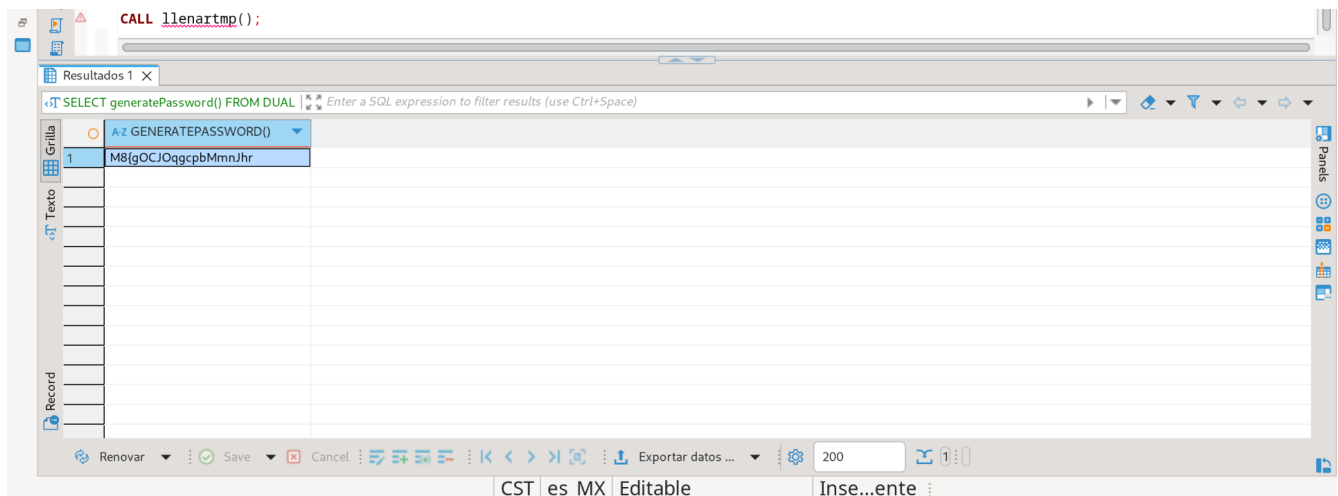 CALL llenartmp();
Resultados 1
SELECT generatePassword() FROM DUAL Enter a SQL expression to filter results (use Ctrl+Space)
A-Z GENERATEPASSWORD()
1 M8{gOCJOqgcpbMmnJhr
Grilla
Texto
Record
Panels
Renovar Save Cancel Exportar datos ... 200 1
CST es_MX Editable Inse...ente